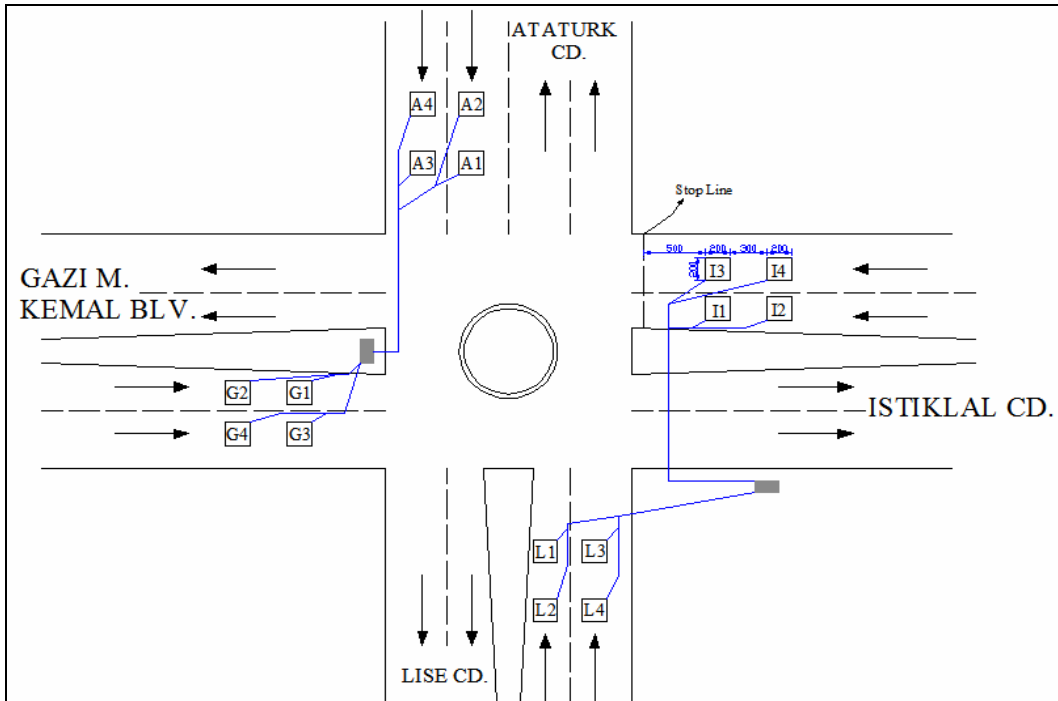 ATATURK
CD.
A4
A2
A3
A1
Stop Line
500
200
300
200
200
I3
I4
I1
I2
GAZI M.
KEMAL BLV.
G2
G1
G4
G3
ISTIKLAL CD.
L1
L3
L2
L4
LISE CD.